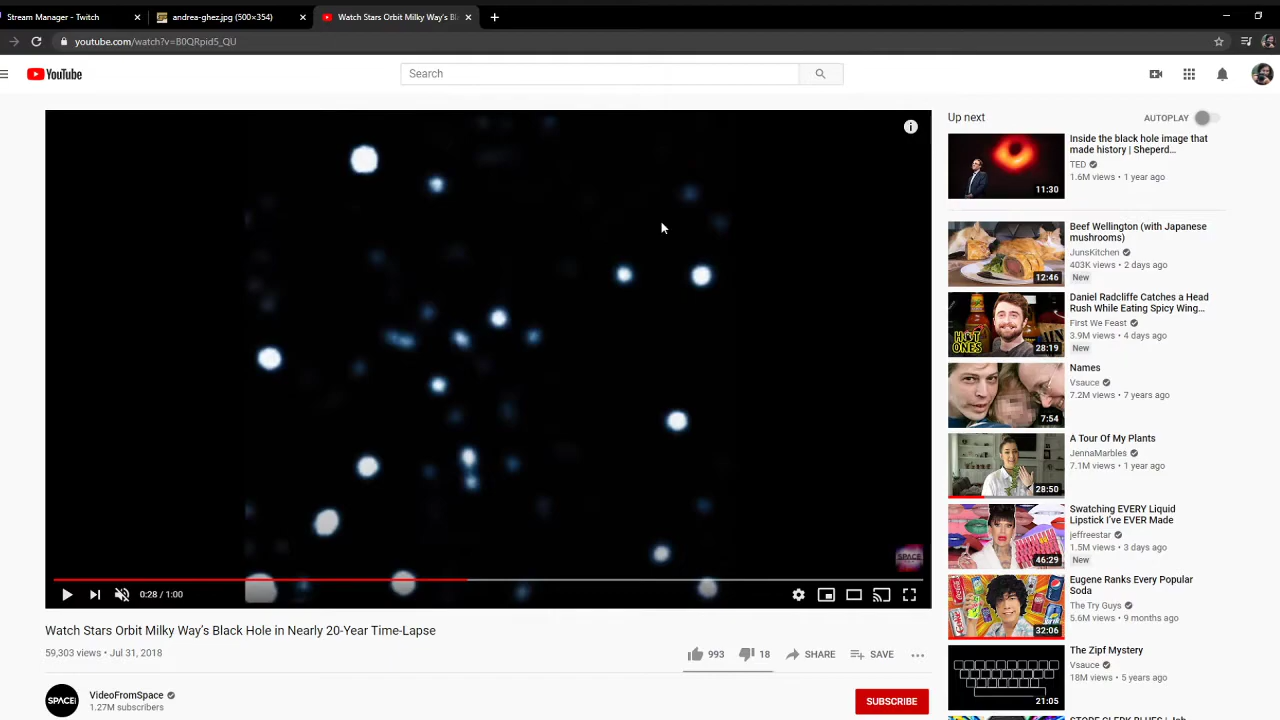 Stream Manager - Twitch
andrea-ghez.jpg (500×354)
Watch Stars Orbit Milky Way's Bl
youtube.com/watch?v=B0QRpid5_QU
YouTube
Search
SPACE
0:28 / 1:00
Watch Stars Orbit Milky Way's Black Hole in Nearly 20-Year Time-Lapse
59,303 views • Jul 31, 2018
993
18
SHARE
SAVE
SPACE
VideoFromSpace
1.27M subscribers
SUBSCRIBE
Up next
AUTOPLAY
11:30
Inside the black hole image that
made history | Sheperd...
TED
1.6M views • 1 year ago
12:46
Beef Wellington (with Japanese
mushrooms)
JunsKitchen
403K views • 2 days ago
New
HOT
ONES
28:19
Daniel Radcliffe Catches a Head
Rush While Eating Spicy Wing...
First We Feast
3.9M views • 4 days ago
New
7:54
Names
Vsauce
7.2M views • 7 years ago
28:50
A Tour Of My Plants
JennaMarbles
7.1M views • 1 year ago
46:29
Swatching EVERY Liquid
Lipstick I've EVER Made
jeffreestar
1.5M views • 3 days ago
New
32:06
Eugene Ranks Every Popular
Soda
The Try Guys
5.6M views • 9 months ago
21:05
The Zipf Mystery
Vsauce
18M views • 5 years ago